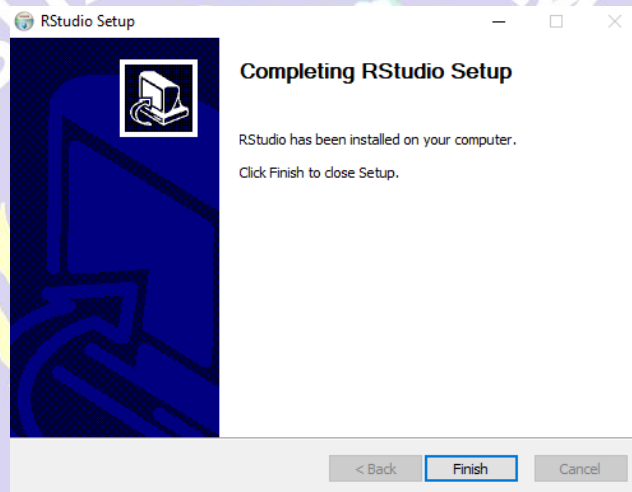 RStudio Setup
Completing RStudio Setup
RStudio has been installed on your computer.
Click Finish to close Setup.
< Back
Finish
Cancel